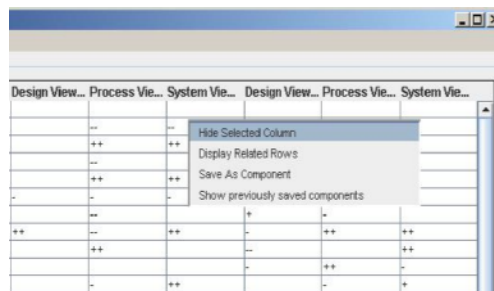 Design View... Process Vie... System Vie... Design View... Process Vie... System Vie...
-- --
++ ++
--
++ ++
- - -
-- + -
++ -- ++ - ++ ++
++ -- ++
- ++ -
- ++ - +
Hide Selected Column
Display Related Rows
Save As Component
Show previously saved components